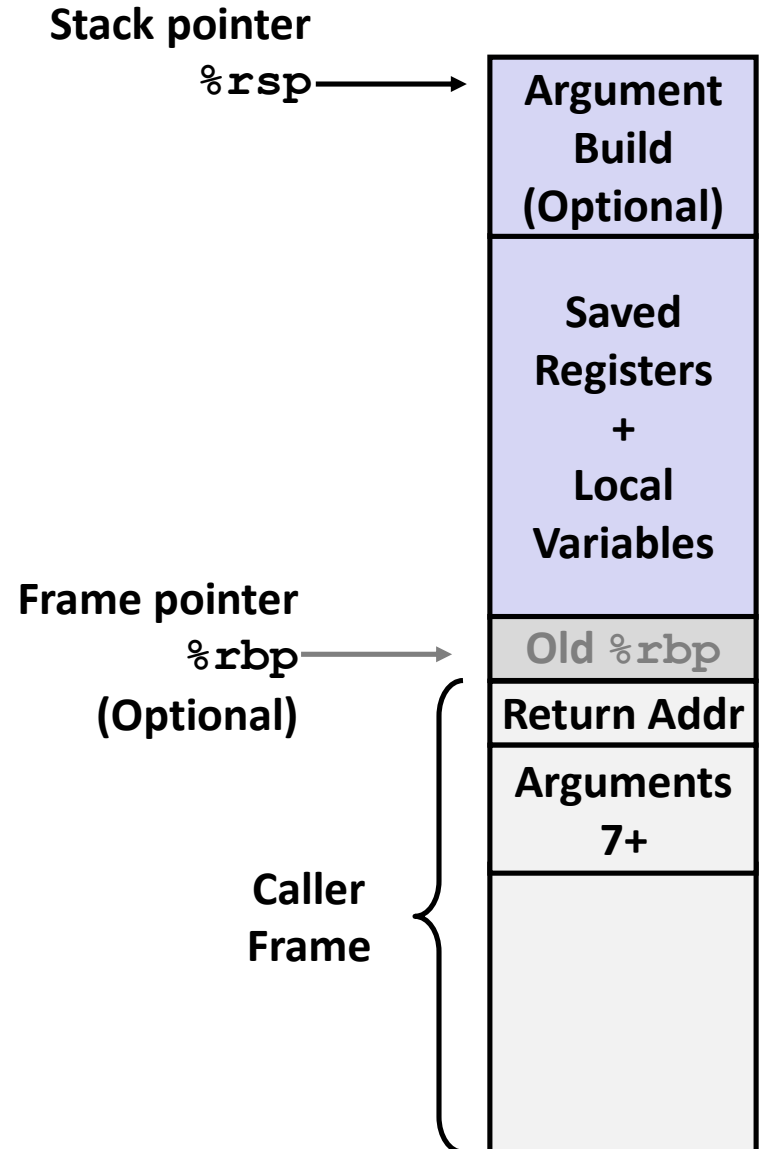 Stack pointer
%rsp
Argument
Build
(Optional)
Saved
Registers
+
Local
Variables
Frame pointer
%rbp
(Optional)
Old %rbp
Return Addr
Arguments
7+
Caller
Frame